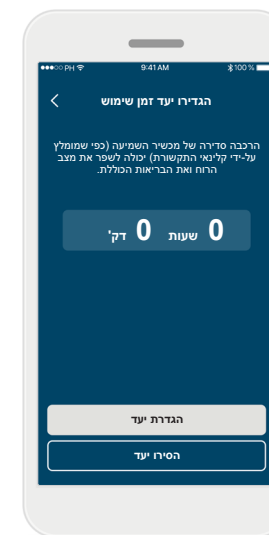 PH 9:41 AM 100 %
הגדירו יעד זמן שימוש
הרכבה סדירה של מכשיר השמיעה (כפי שמומלץ
על-ידי קלינאי התקשורת) יכולה לשפר את מצב
הרוח ואת הבריאות הכוללת.
0 שעות 0 דק'
הגדרת יעד
הסירו יעד